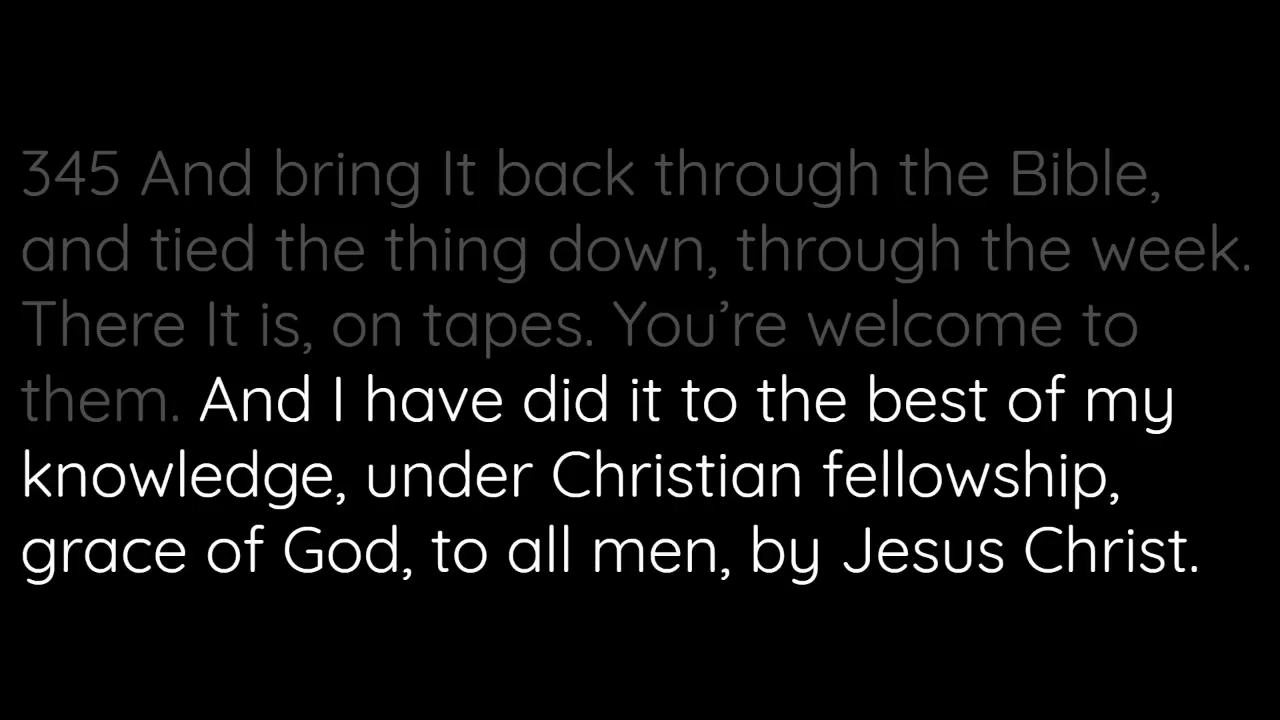 345 And bring It back through the Bible,
and tied the thing down, through the week.
There It is, on tapes. You’re welcome to
them. And I have did it to the best of my
knowledge, under Christian fellowship,
grace of God, to all men, by Jesus Christ.